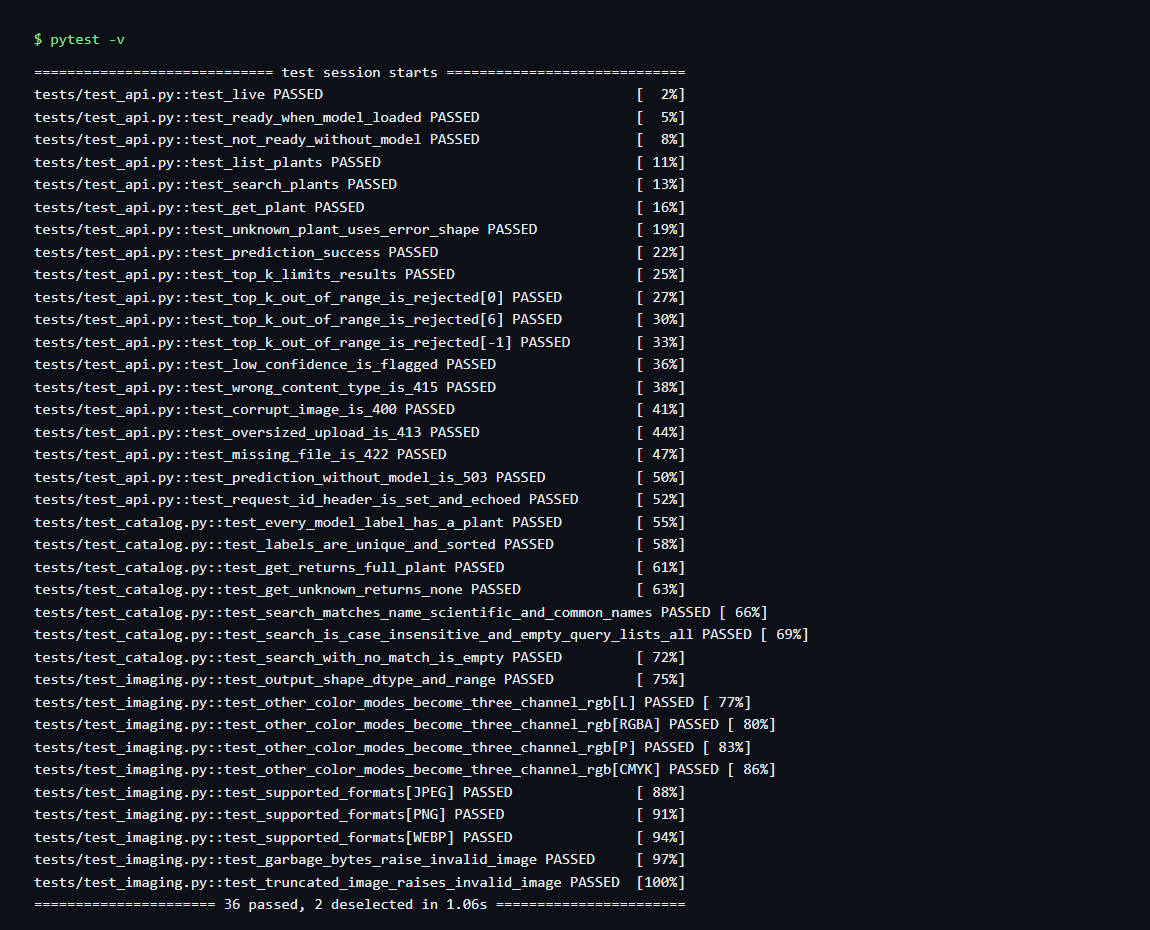 $ pytest -v
============================= test session starts =============================
tests/test_api.py::test_live PASSED                                      [  2%]
tests/test_api.py::test_ready_when_model_loaded PASSED                   [  5%]
tests/test_api.py::test_not_ready_without_model PASSED                   [  8%]
tests/test_api.py::test_list_plants PASSED                               [ 11%]
tests/test_api.py::test_search_plants PASSED                             [ 13%]
tests/test_api.py::test_get_plant PASSED                                 [ 16%]
tests/test_api.py::test_unknown_plant_uses_error_shape PASSED            [ 19%]
tests/test_api.py::test_prediction_success PASSED                        [ 22%]
tests/test_api.py::test_top_k_limits_results PASSED                      [ 25%]
tests/test_api.py::test_top_k_out_of_range_is_rejected[0] PASSED         [ 27%]
tests/test_api.py::test_top_k_out_of_range_is_rejected[6] PASSED         [ 30%]
tests/test_api.py::test_top_k_out_of_range_is_rejected[-1] PASSED        [ 33%]
tests/test_api.py::test_low_confidence_is_flagged PASSED                 [ 36%]
tests/test_api.py::test_wrong_content_type_is_415 PASSED                 [ 38%]
tests/test_api.py::test_corrupt_image_is_400 PASSED                      [ 41%]
tests/test_api.py::test_oversized_upload_is_413 PASSED                   [ 44%]
tests/test_api.py::test_missing_file_is_422 PASSED                       [ 47%]
tests/test_api.py::test_prediction_without_model_is_503 PASSED           [ 50%]
tests/test_api.py::test_request_id_header_is_set_and_echoed PASSED       [ 52%]
tests/test_catalog.py::test_every_model_label_has_a_plant PASSED         [ 55%]
tests/test_catalog.py::test_labels_are_unique_and_sorted PASSED          [ 58%]
tests/test_catalog.py::test_get_returns_full_plant PASSED                [ 61%]
tests/test_catalog.py::test_get_unknown_returns_none PASSED              [ 63%]
tests/test_catalog.py::test_search_matches_name_scientific_and_common_names PASSED [ 66%]
tests/test_catalog.py::test_search_is_case_insensitive_and_empty_query_lists_all PASSED [ 69%]
tests/test_catalog.py::test_search_with_no_match_is_empty PASSED         [ 72%]
tests/test_imaging.py::test_output_shape_dtype_and_range PASSED          [ 75%]
tests/test_imaging.py::test_other_color_modes_become_three_channel_rgb[L] PASSED [ 77%]
tests/test_imaging.py::test_other_color_modes_become_three_channel_rgb[RGBA] PASSED [ 80%]
tests/test_imaging.py::test_other_color_modes_become_three_channel_rgb[P] PASSED [ 83%]
tests/test_imaging.py::test_other_color_modes_become_three_channel_rgb[CMYK] PASSED [ 86%]
tests/test_imaging.py::test_supported_formats[JPEG] PASSED               [ 88%]
tests/test_imaging.py::test_supported_formats[PNG] PASSED                [ 91%]
tests/test_imaging.py::test_supported_formats[WEBP] PASSED               [ 94%]
tests/test_imaging.py::test_garbage_bytes_raise_invalid_image PASSED     [ 97%]
tests/test_imaging.py::test_truncated_image_raises_invalid_image PASSED  [100%]
====================== 36 passed, 2 deselected in 1.06s =======================